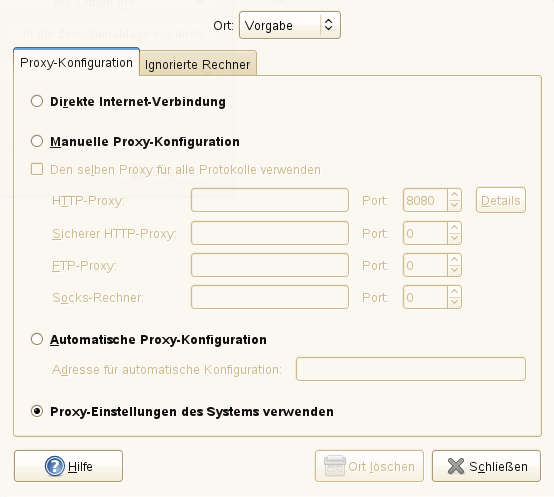 Ort: Vorgabe
Proxy-Konfiguration Ignorierte Rechner
Direkte Internet-Verbindung
Manuelle Proxy-Konfiguration
Den selben Proxy für alle Protokolle verwenden
HTTP-Proxy: Port: 8080 Details
Sicherer HTTP-Proxy: Port: 0
FTP-Proxy: Port: 0
Socks-Rechner: Port: 0
Automatische Proxy-Konfiguration
Adresse für automatische Konfiguration:
Proxy-Einstellungen des Systems verwenden
Hilfe Ort löschen Schließen